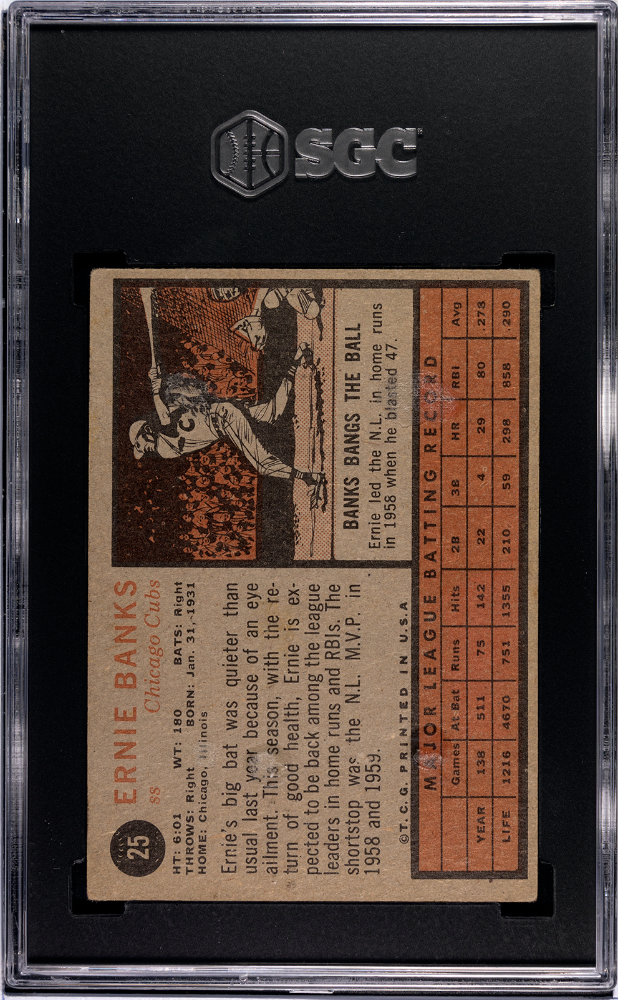 SGC
25
ERNIE BANKS
ss Chicago Cubs
HT: 6:01 WT: 180 BATS: Right
THROWS: Right BORN: Jan. 31, 1931
HOME: Chicago, Illinois
Ernie's big bat was quieter than
usual last year because of an eye
ailment. This season, with the re-
turn of good health, Ernie is ex-
pected to be back among the league
leaders in home runs and RBIs. The
shortstop was the N.L. M.V.P. in
1958 and 1959.
C
BANKS BANGS THE BALL
Ernie led the N.L. in home runs
in 1958 when he blasted 47.
©T.C.G. PRINTED IN U.S.A
MAJOR LEAGUE BATTING RECORD
Games At Bat Runs Hits 2B 3B HR RBI Avg
YEAR 138 511 75 142 22 4 29 80 .278
LIFE 1216 4670 751 1355 210 59 298 858 .290